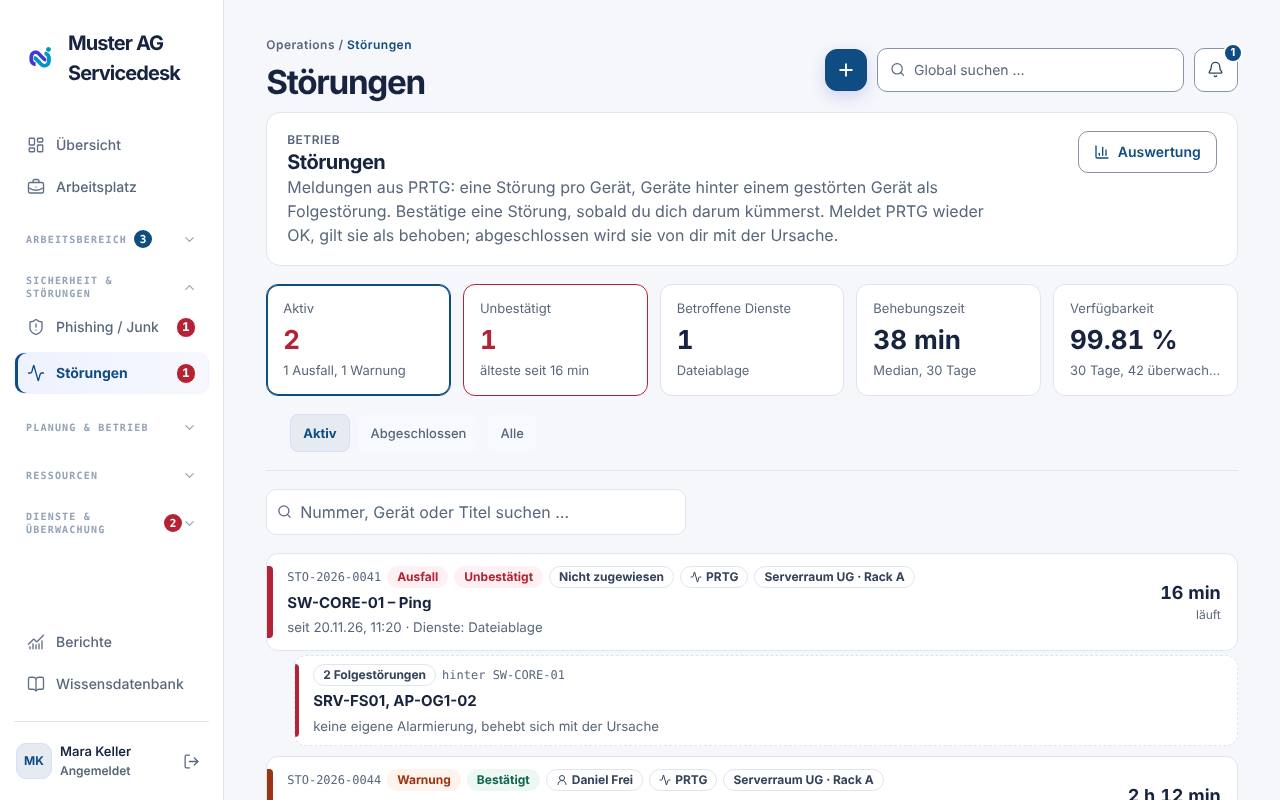 Muster AG
Servicedesk
Übersicht
Arbeitsplatz
ARBEITSBEREICH 3
SICHERHEIT &
STÖRUNGEN
Phishing / Junk 1
Störungen 1
PLANUNG & BETRIEB
RESSOURCEN
DIENSTE &
ÜBERWACHUNG 2
Berichte
Wissensdatenbank
MK
Mara Keller
Angemeldet
Operations / Störungen
Störungen
Global suchen ...
1
BETRIEB
Störungen
Auswertung
Meldungen aus PRTG: eine Störung pro Gerät, Geräte hinter einem gestörten Gerät als
Folgestörung. Bestätige eine Störung, sobald du dich darum kümmerst. Meldet PRTG wieder
OK, gilt sie als behoben; abgeschlossen wird sie von dir mit der Ursache.
Aktiv
2
1 Ausfall, 1 Warnung
Unbestätigt
1
älteste seit 16 min
Betroffene Dienste
1
Dateiablage
Behebungszeit
38 min
Median, 30 Tage
Verfügbarkeit
99.81 %
30 Tage, 42 überwach...
Aktiv Abgeschlossen Alle
Nummer, Gerät oder Titel suchen ...
STO-2026-0041 Ausfall Unbestätigt Nicht zugewiesen PRTG Serverraum UG · Rack A
SW-CORE-01 – Ping
seit 20.11.26, 11:20 · Dienste: Dateiablage
16 min
läuft
2 Folgestörungen hinter SW-CORE-01
SRV-FS01, AP-OG1-02
keine eigene Alarmierung, behebt sich mit der Ursache
STO-2026-0044 Warnung Bestätigt Daniel Frei PRTG Serverraum UG · Rack A
2 h 12 min